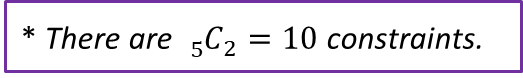 * There are ₅C₂ = 10 constraints.